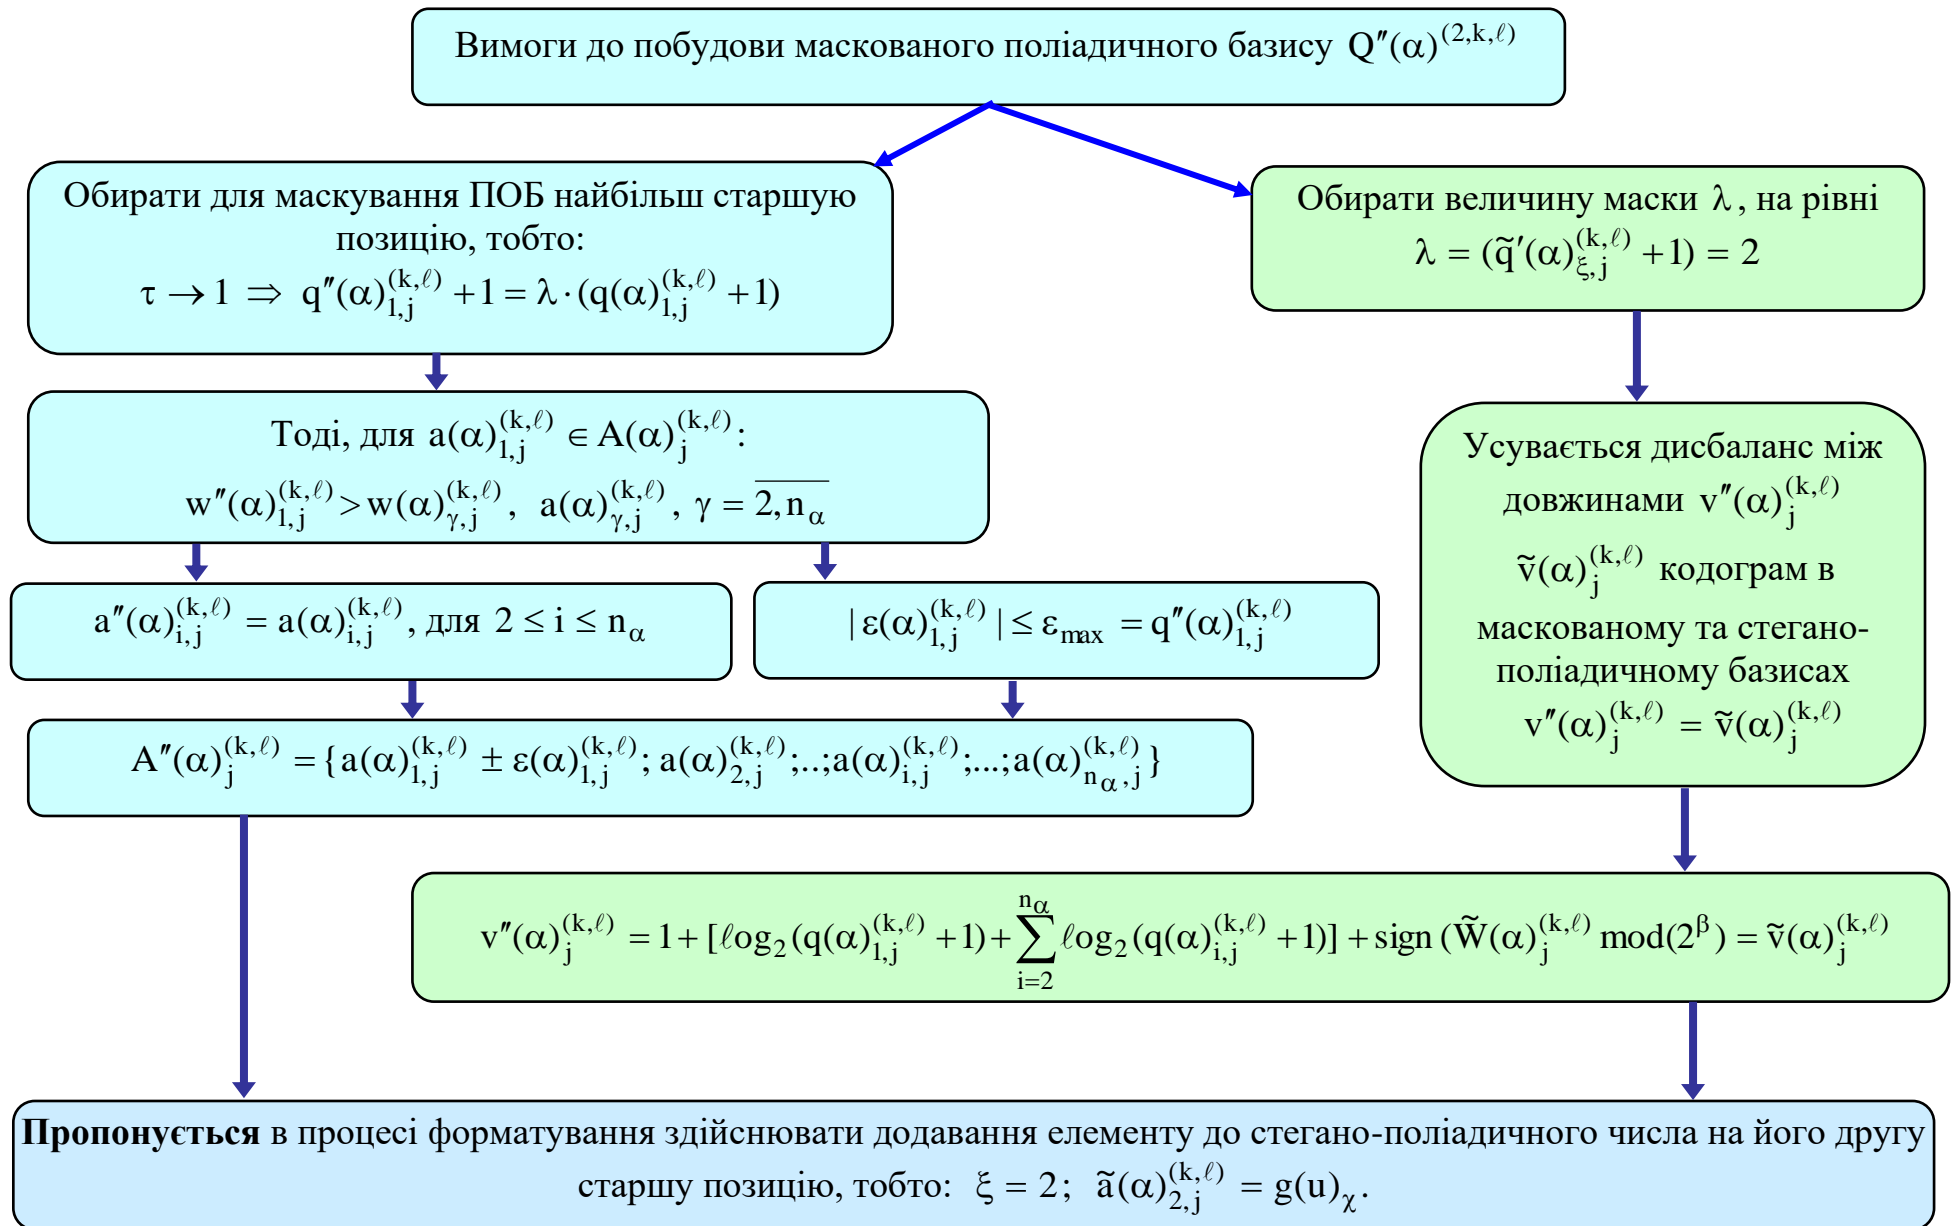 Вимоги до побудови маскованого поліадичного базису Q″(α)^(2,k,ℓ)
Обирати для маскування ПОБ найбільш старшую
позицію, тобто:
τ → 1 ⇒ q″(α)_{1,j}^{(k,ℓ)} + 1 = λ · (q(α)_{1,j}^{(k,ℓ)} + 1)
Обирати величину маски λ , на рівні
λ = (q̃′(α)_{ξ,j}^{(k,ℓ)} + 1) = 2
Тоді, для a(α)_{1,j}^{(k,ℓ)} ∈ A(α)_j^{(k,ℓ)}:
w″(α)_{1,j}^{(k,ℓ)} > w(α)_{γ,j}^{(k,ℓ)}, a(α)_{γ,j}^{(k,ℓ)}, γ = \overline{2, n_α}
a″(α)_{i,j}^{(k,ℓ)} = a(α)_{i,j}^{(k,ℓ)}, для 2 ≤ i ≤ n_α
| ε(α)_{1,j}^{(k,ℓ)} | ≤ ε_max = q″(α)_{1,j}^{(k,ℓ)}
A″(α)_j^{(k,ℓ)} = {a(α)_{1,j}^{(k,ℓ)} ± ε(α)_{1,j}^{(k,ℓ)}; a(α)_{2,j}^{(k,ℓ)};..;a(α)_{i,j}^{(k,ℓ)};...;a(α)_{n_α,j}^{(k,ℓ)}}
Усувається дисбаланс між
довжинами v″(α)_j^{(k,ℓ)}
ṽ(α)_j^{(k,ℓ)} кодограм в
маскованому та стегано-
поліадичному базисах
v″(α)_j^{(k,ℓ)} = ṽ(α)_j^{(k,ℓ)}
v″(α)_j^{(k,ℓ)} = 1 + [ℓog_2 (q(α)_{1,j}^{(k,ℓ)} + 1) + ∑_{i=2}^{n_α} ℓog_2 (q(α)_{i,j}^{(k,ℓ)} + 1)] + sign (W̃(α)_j^{(k,ℓ)} mod(2^β) = ṽ(α)_j^{(k,ℓ)}
Пропонується в процесі форматування здійснювати додавання елементу до стегано-поліадичного числа на його другу
старшу позицію, тобто: ξ = 2; ã(α)_{2,j}^{(k,ℓ)} = g(u)_χ.